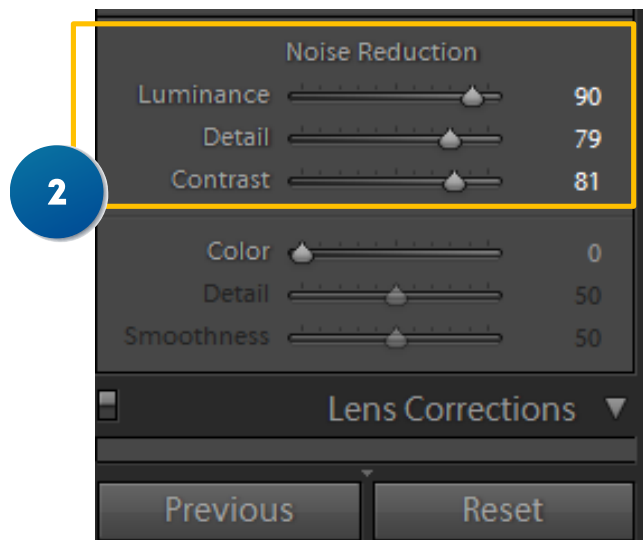 Noise Reduction
Luminance 90
Detail 79
Contrast 81
2
Color 0
Detail 50
Smoothness 50
Lens Corrections
Previous Reset